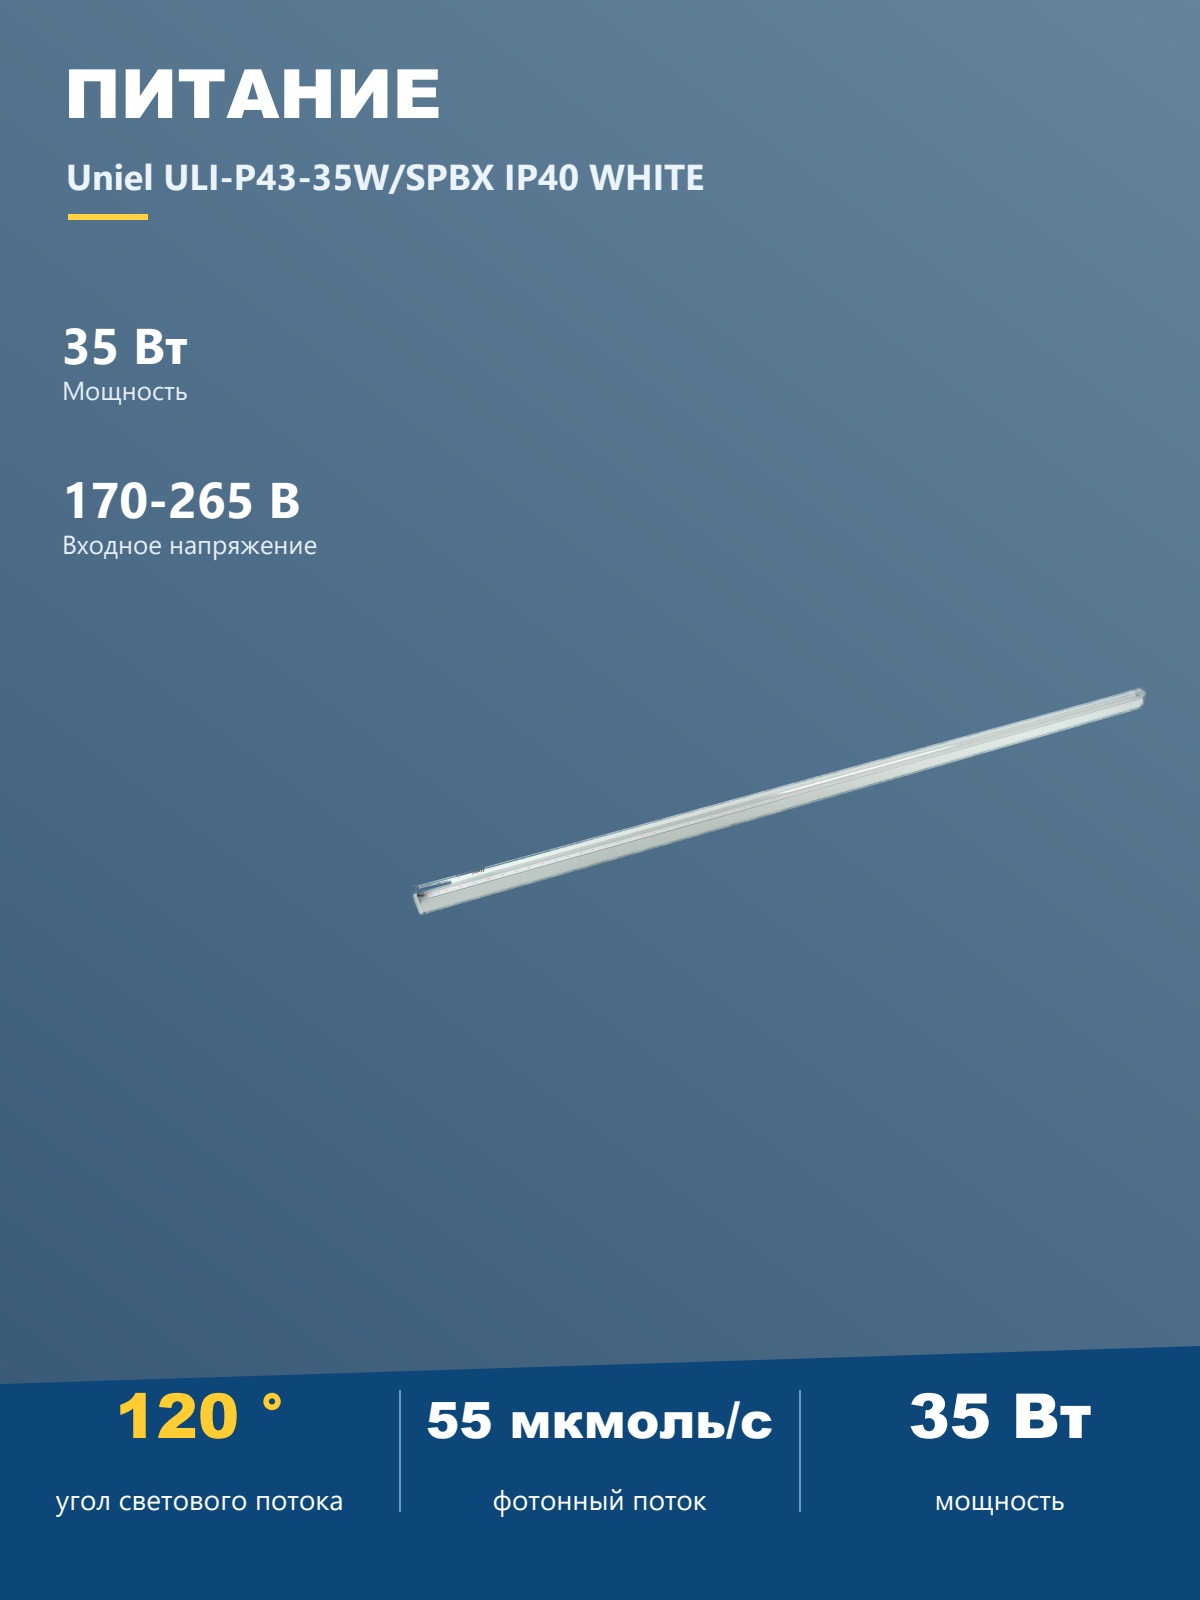 ПИТАНИЕ
Uniel ULI-P43-35W/SPBX IP40 WHITE
35 Вт
Мощность
170-265 В
Входное напряжение
120 °
55 мкмоль/с
35 Вт
угол светового потока
фотонный поток
мощность